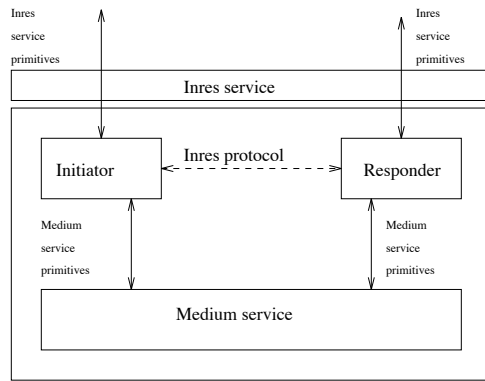 Inres
service
primitives
Inres
service
primitives
Inres service
Inres protocol
Initiator
Responder
Medium
service
primitives
Medium
service
primitives
Medium service